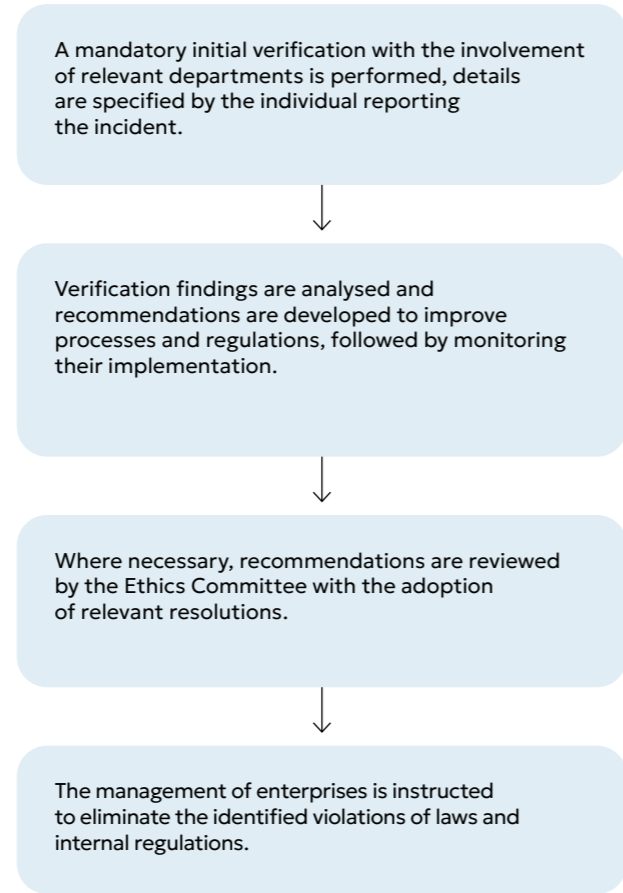 A mandatory initial verification with the involvement
of relevant departments is performed, details
are specified by the individual reporting
the incident.
Verification findings are analysed and
recommendations are developed to improve
processes and regulations, followed by monitoring
their implementation.
Where necessary, recommendations are reviewed
by the Ethics Committee with the adoption
of relevant resolutions.
The management of enterprises is instructed
to eliminate the identified violations of laws and
internal regulations.